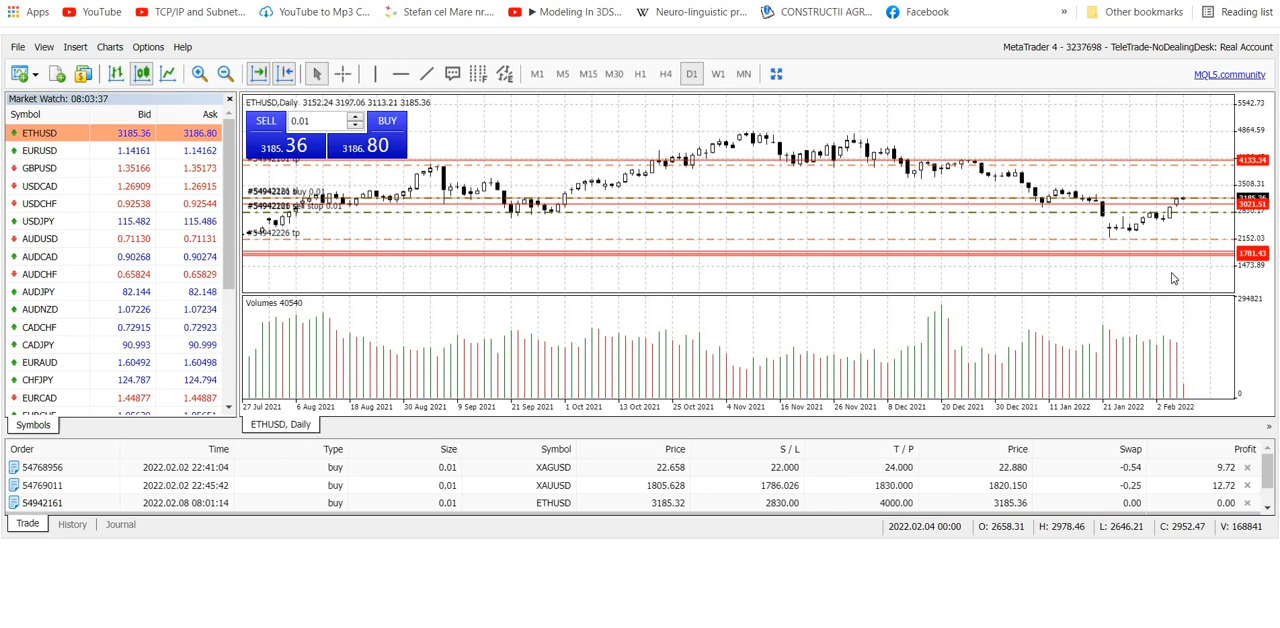 Apps YouTube TCP/IP and Subnet... YouTube to Mp3 C... Stefan cel Mare nr.... ► Modeling In 3DS... Neuro-linguistic pr... CONSTRUCTII AGR... Facebook » Other bookmarks Reading list
File View Insert Charts Options Help MetaTrader 4 - 3237698 - TeleTrade-NoDealingDesk: Real Account
M1 M5 M15 M30 H1 H4 D1 W1 MN MQL5.community
Market Watch: 08:03:37
Symbol Bid Ask
ETHUSD 3185.36 3186.80
EURUSD 1.14161 1.14162
GBPUSD 1.35166 1.35173
USDCAD 1.26909 1.26915
USDCHF 0.92538 0.92544
USDJPY 115.482 115.486
AUDUSD 0.71130 0.71131
AUDCAD 0.90268 0.90274
AUDCHF 0.65824 0.65829
AUDJPY 82.144 82.148
AUDNZD 1.07226 1.07234
CADCHF 0.72915 0.72923
CADJPY 90.993 90.999
EURAUD 1.60492 1.60498
CHFJPY 124.787 124.794
EURCAD 1.44877 1.44887
Symbols
ETHUSD,Daily 3152.24 3197.06 3113.21 3185.36
SELL 0.01 BUY
3185.36 3186.80
buy 0.01
sell stop 0.01
#54942226 tp
5542.73
4864.59
4133.34
3508.31
3021.51
2152.03
1781.43
1473.89
Volumes 40540
294821
0
27 Jul 2021 6 Aug 2021 18 Aug 2021 30 Aug 2021 9 Sep 2021 21 Sep 2021 1 Oct 2021 13 Oct 2021 25 Oct 2021 4 Nov 2021 16 Nov 2021 26 Nov 2021 8 Dec 2021 20 Dec 2021 30 Dec 2021 11 Jan 2022 21 Jan 2022 2 Feb 2022
ETHUSD, Daily »
Order Time Type Size Symbol Price S / L T / P Price Swap Profit
54768956 2022.02.02 22:41:04 buy 0.01 XAGUSD 22.658 22.000 24.000 22.880 -0.54 9.72
54769011 2022.02.02 22:45:42 buy 0.01 XAUUSD 1805.628 1786.026 1830.000 1820.150 -0.25 12.72
54942161 2022.02.08 08:01:14 buy 0.01 ETHUSD 3185.32 2830.00 4000.00 3185.36 0.00 0.00
Trade History Journal 2022.02.04 00:00 O: 2658.31 H: 2978.46 L: 2646.21 C: 2952.47 V: 168841